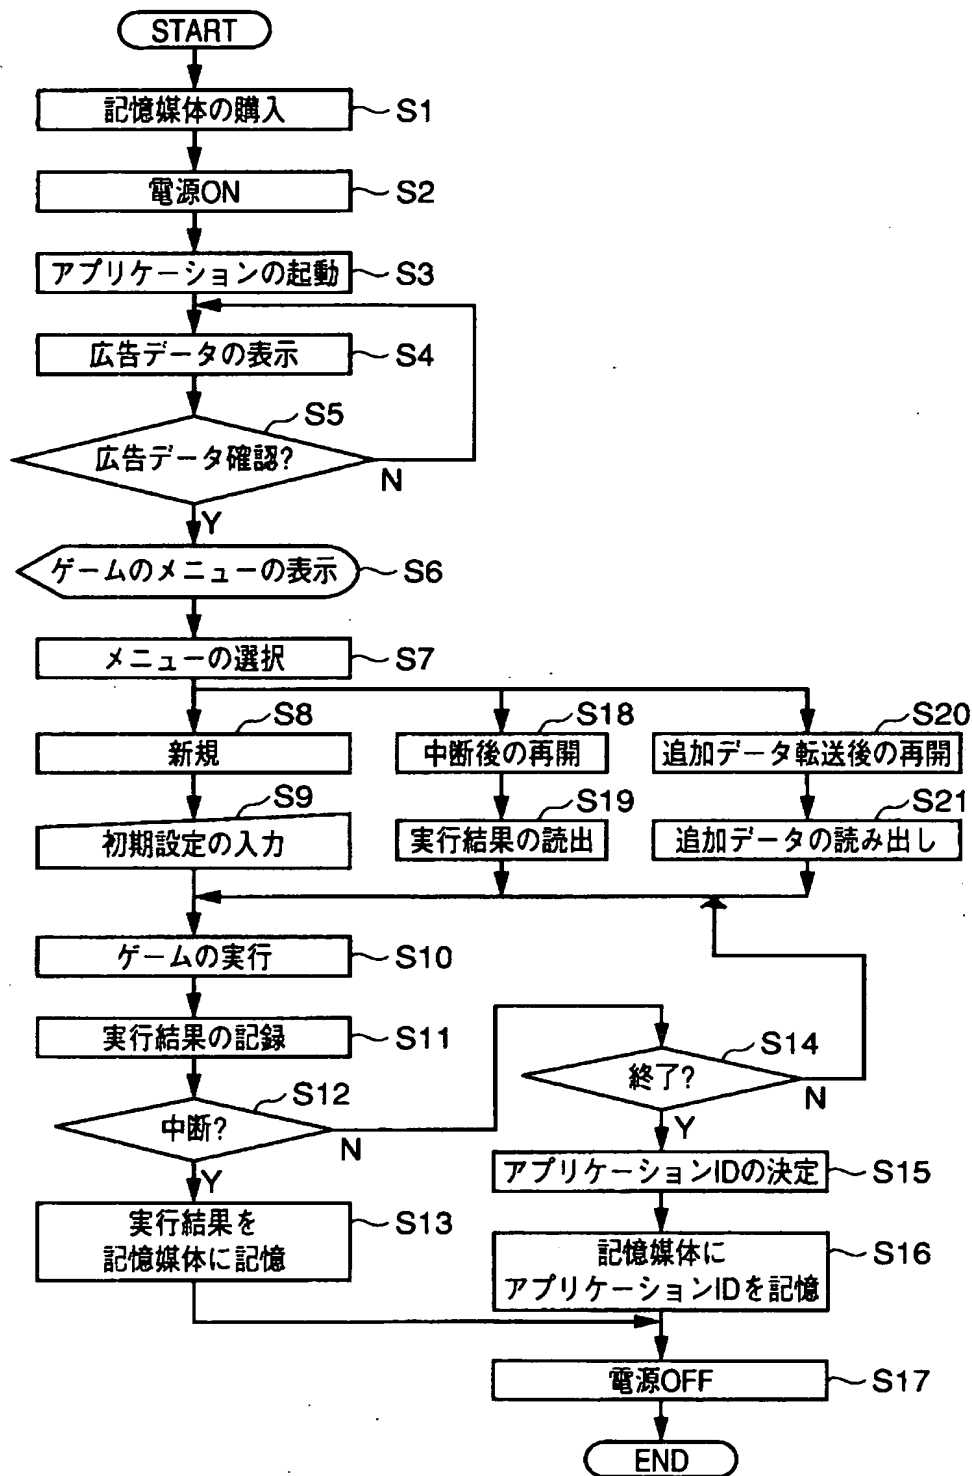 START
記憶媒体の購入
S1
電源ON
S2
アプリケーションの起動
S3
広告データの表示
S4
S5
広告データ確認?
N
Y
ゲームのメニューの表示
S6
メニューの選択
S7
S8
新規
S9
初期設定の入力
S18
中断後の再開
S19
実行結果の読出
S20
追加データ転送後の再開
S21
追加データの読み出し
ゲームの実行
S10
実行結果の記録
S11
S12
中断?
N
Y
実行結果を
記憶媒体に記憶
S13
S14
終了?
N
Y
アプリケーションIDの決定
S15
記憶媒体に
アプリケーションIDを記憶
S16
電源OFF
S17
END